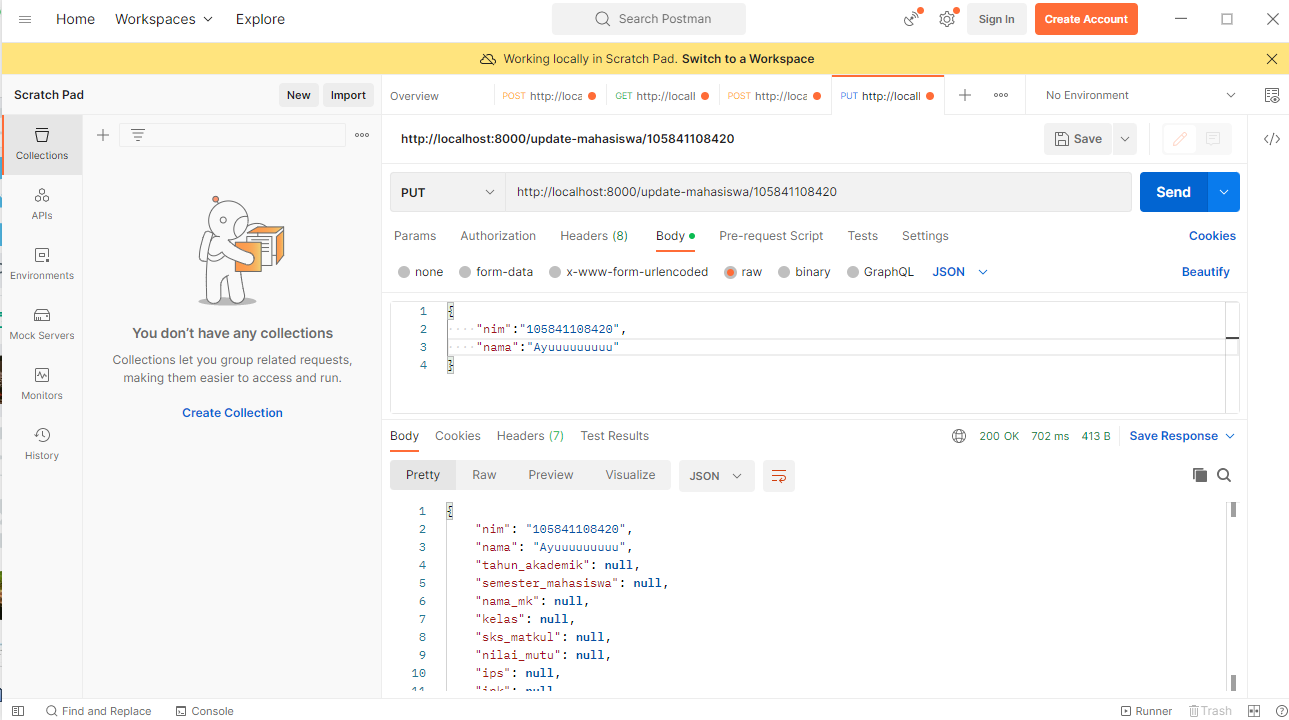 Home Workspaces Explore Search Postman Sign In Create Account
Working locally in Scratch Pad. Switch to a Workspace
Scratch Pad New Import
Overview POST http://loca GET http://locall POST http://loca PUT http://locall No Environment
Collections
APIs
Environments
Mock Servers
Monitors
History
You don't have any collections
Collections let you group related requests,
making them easier to access and run.
Create Collection
http://localhost:8000/update-mahasiswa/105841108420 Save
PUT http://localhost:8000/update-mahasiswa/105841108420 Send
Params Authorization Headers (8) Body Pre-request Script Tests Settings Cookies
none form-data x-www-form-urlencoded raw binary GraphQL JSON Beautify
1 {
2 "nim":"105841108420",
3 "nama":"Ayuuuuuuuuu"
4 }
Body Cookies Headers (7) Test Results 200 OK 702 ms 413 B Save Response
Pretty Raw Preview Visualize JSON
1 {
2 "nim": "105841108420",
3 "nama": "Ayuuuuuuuuu",
4 "tahun_akademik": null,
5 "semester_mahasiswa": null,
6 "nama_mk": null,
7 "kelas": null,
8 "sks_matkul": null,
9 "nilai_mutu": null,
10 "ips": null,
11 "ipk": null
Find and Replace Console Runner Trash